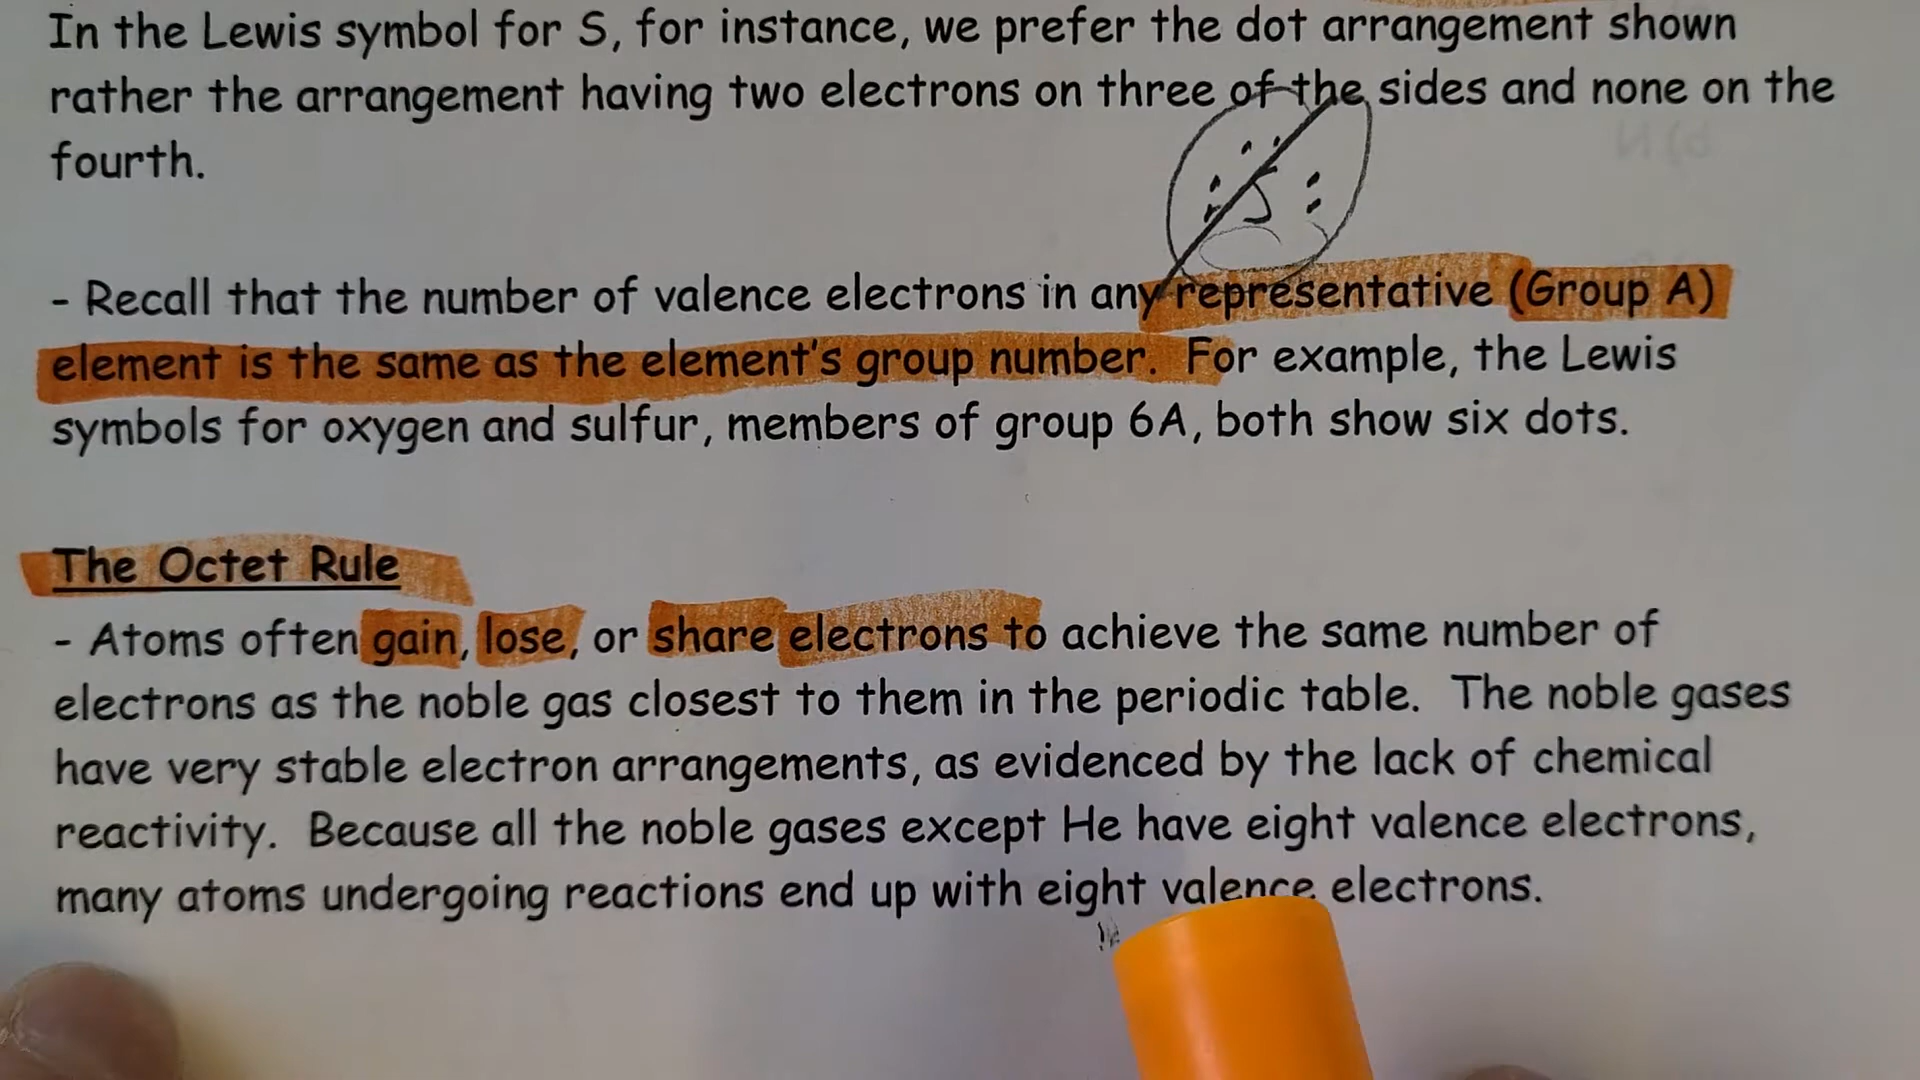 In the Lewis symbol for S, for instance, we prefer the dot arrangement shown
rather the arrangement having two electrons on three of the sides and none on the
fourth.
S
- Recall that the number of valence electrons in any representative (Group A)
element is the same as the element's group number. For example, the Lewis
symbols for oxygen and sulfur, members of group 6A, both show six dots.
The Octet Rule
- Atoms often gain, lose, or share electrons to achieve the same number of
electrons as the noble gas closest to them in the periodic table. The noble gases
have very stable electron arrangements, as evidenced by the lack of chemical
reactivity. Because all the noble gases except He have eight valence electrons,
many atoms undergoing reactions end up with eight valence electrons.